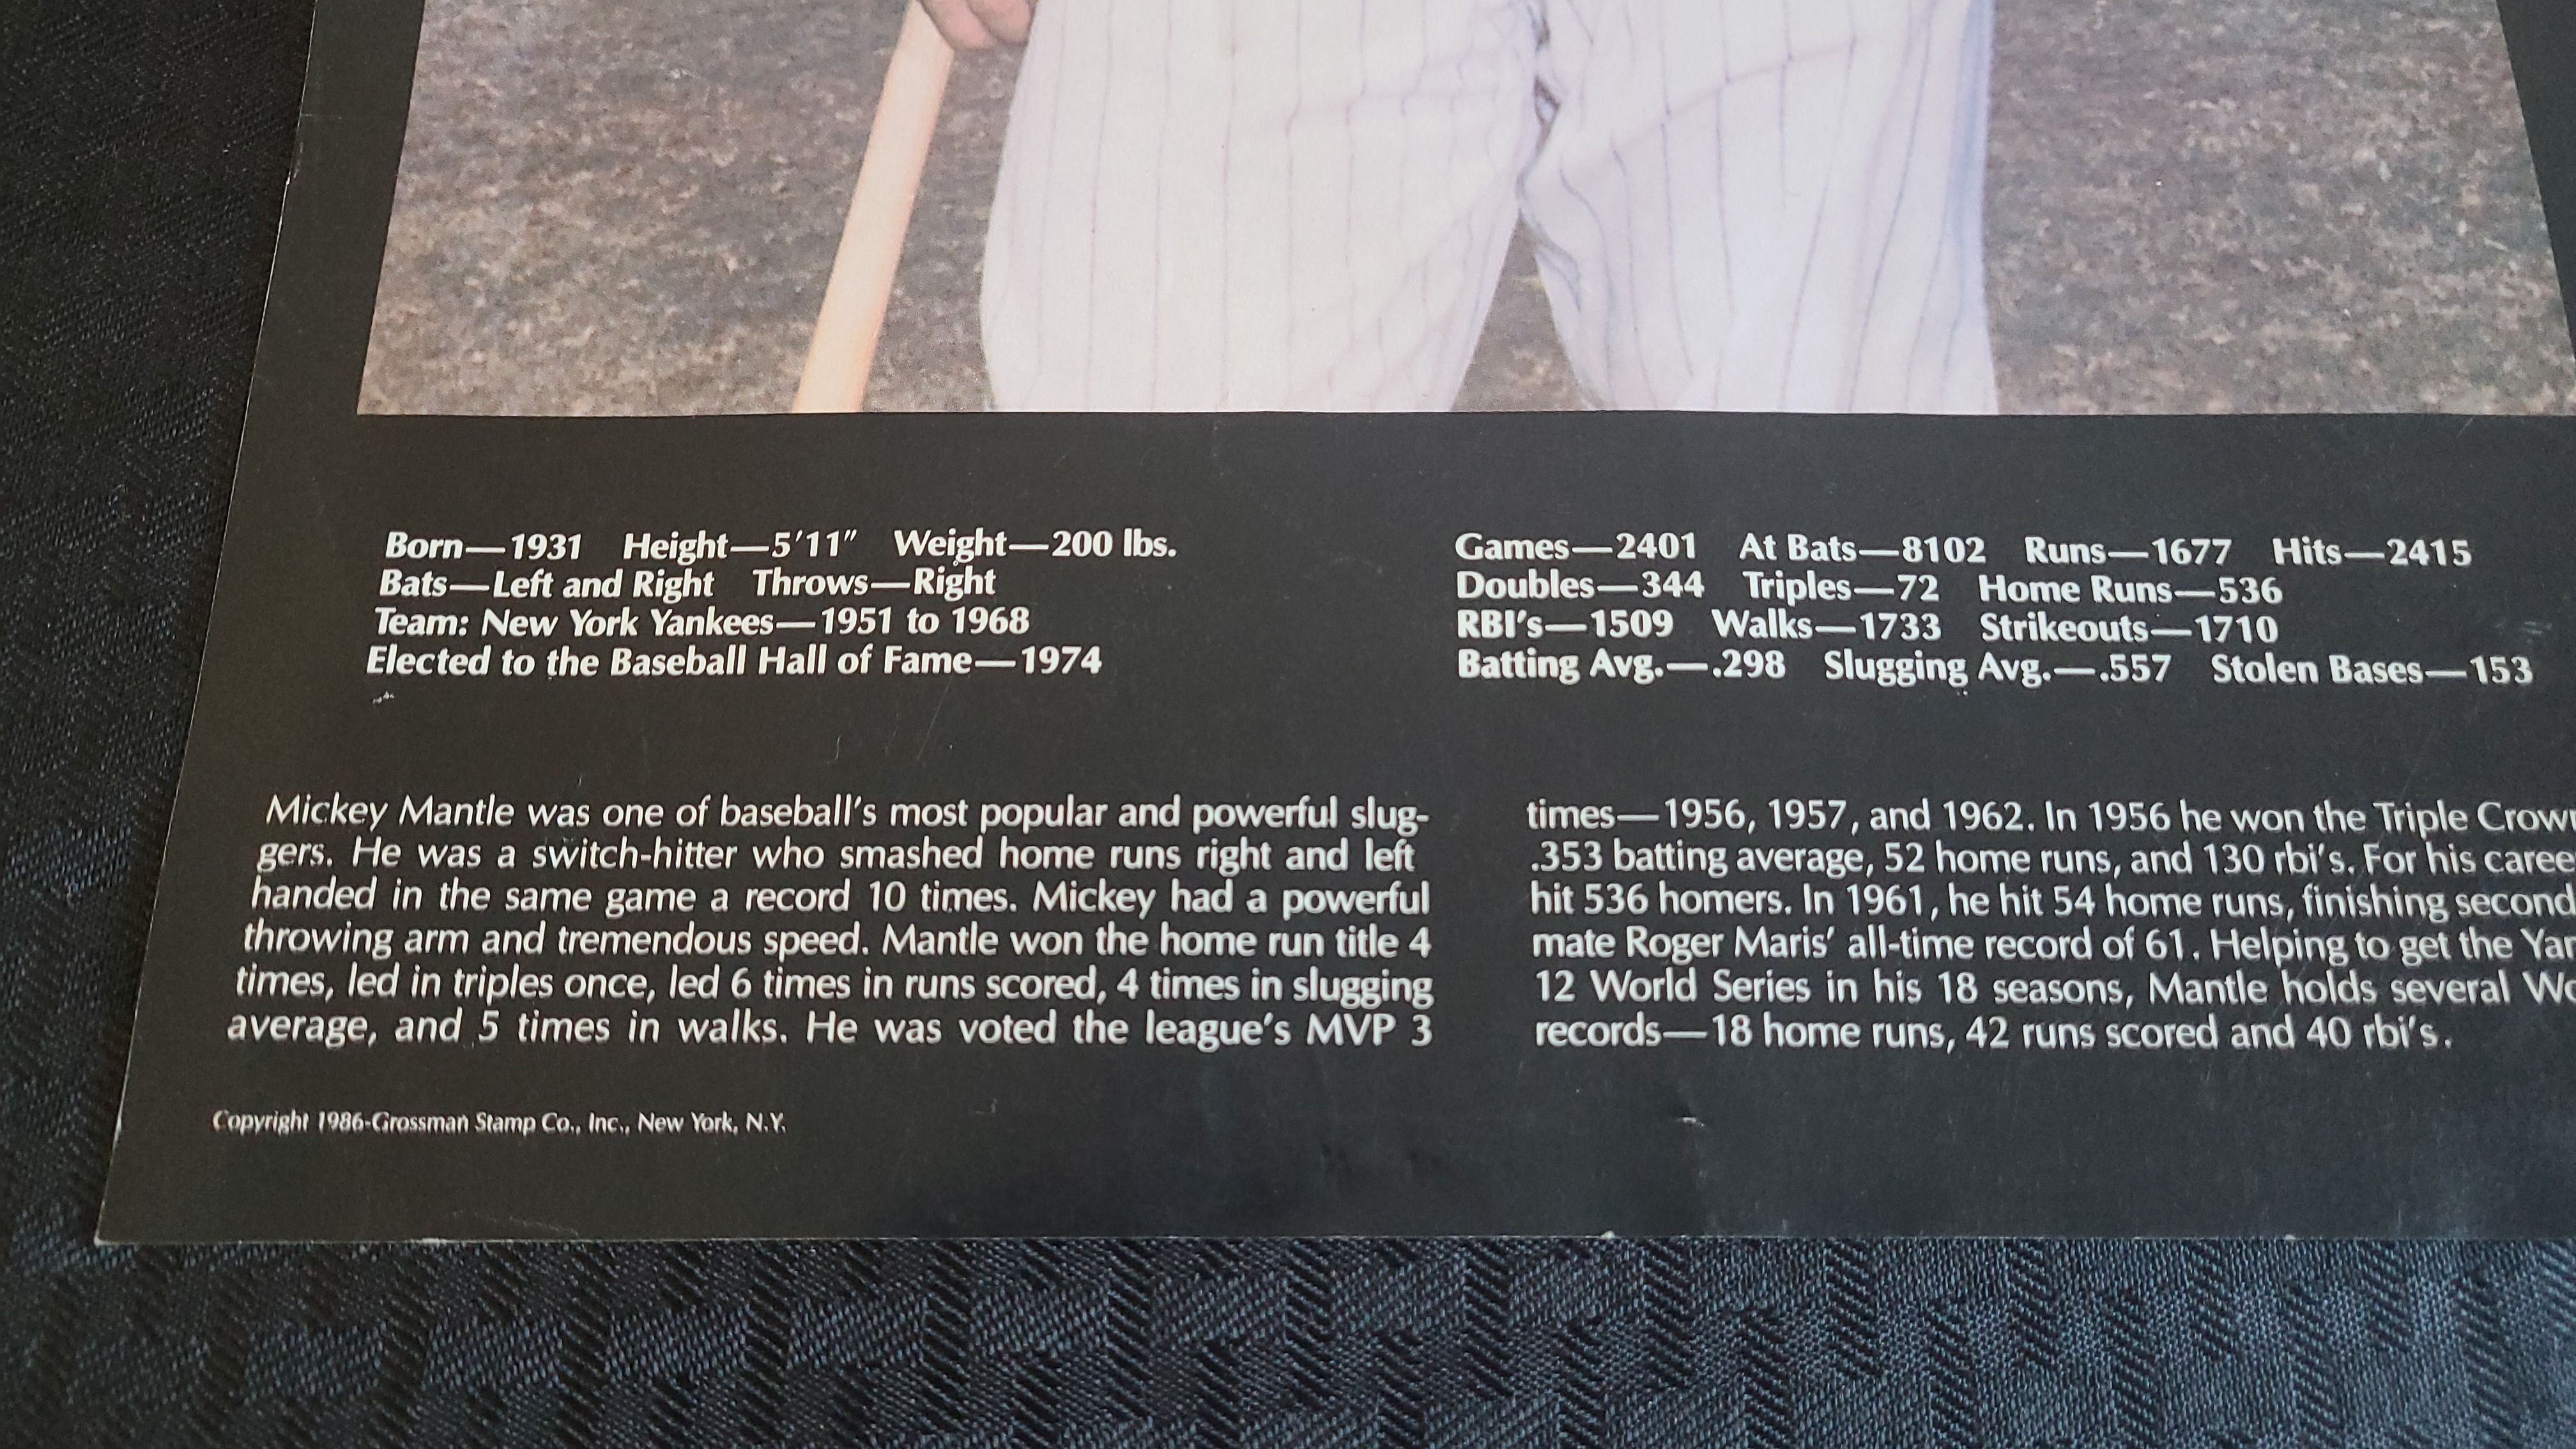 Born—1931 Height—5'11" Weight—200 lbs.
Bats—Left and Right Throws—Right
Team: New York Yankees—1951 to 1968
Elected to the Baseball Hall of Fame—1974
Games—2401 At Bats—8102 Runs—1677 Hits—2415
Doubles—344 Triples—72 Home Runs—536
RBI's—1509 Walks—1733 Strikeouts—1710
Batting Avg.—.298 Slugging Avg.—.557 Stolen Bases—153
Mickey Mantle was one of baseball's most popular and powerful slug-
gers. He was a switch-hitter who smashed home runs right and left
handed in the same game a record 10 times. Mickey had a powerful
throwing arm and tremendous speed. Mantle won the home run title 4
times, led in triples once, led 6 times in runs scored, 4 times in slugging
average, and 5 times in walks. He was voted the league's MVP 3
times—1956, 1957, and 1962. In 1956 he won the Triple
.353 batting average, 52 home runs, and 130 rbi's. For his
hit 536 homers. In 1961, he hit 54 home runs, finishing second
mate Roger Maris' all-time record of 61. Helping to get the
12 World Series in his 18 seasons, Mantle holds several
records—18 home runs, 42 runs scored and 40 rbi's.
Copyright 1986-Grossman Stamp Co., Inc., New York, N.Y.